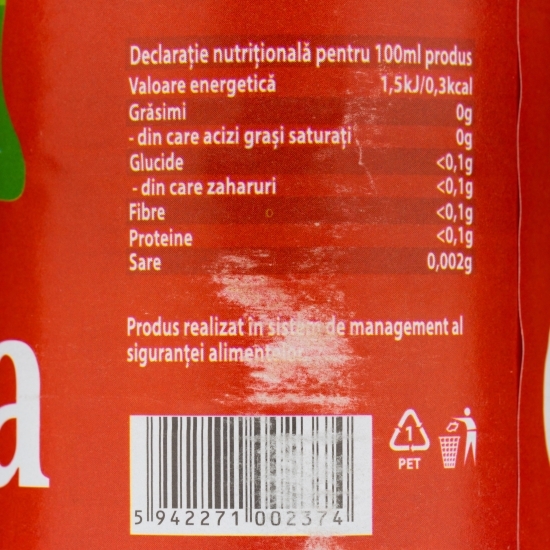 Declarație nutrițională pentru 100ml produs
Valoare energetică 1,5kJ/0,3kcal
Grăsimi 0g
- din care acizi grași saturați 0g
Glucide <0,1g
- din care zaharuri <0,1g
Fibre <0,1g
Proteine <0,1g
Sare 0,002g
Produs realizat în sistem de management al
siguranței alimentelor
a
1
PET
5 942271 002374